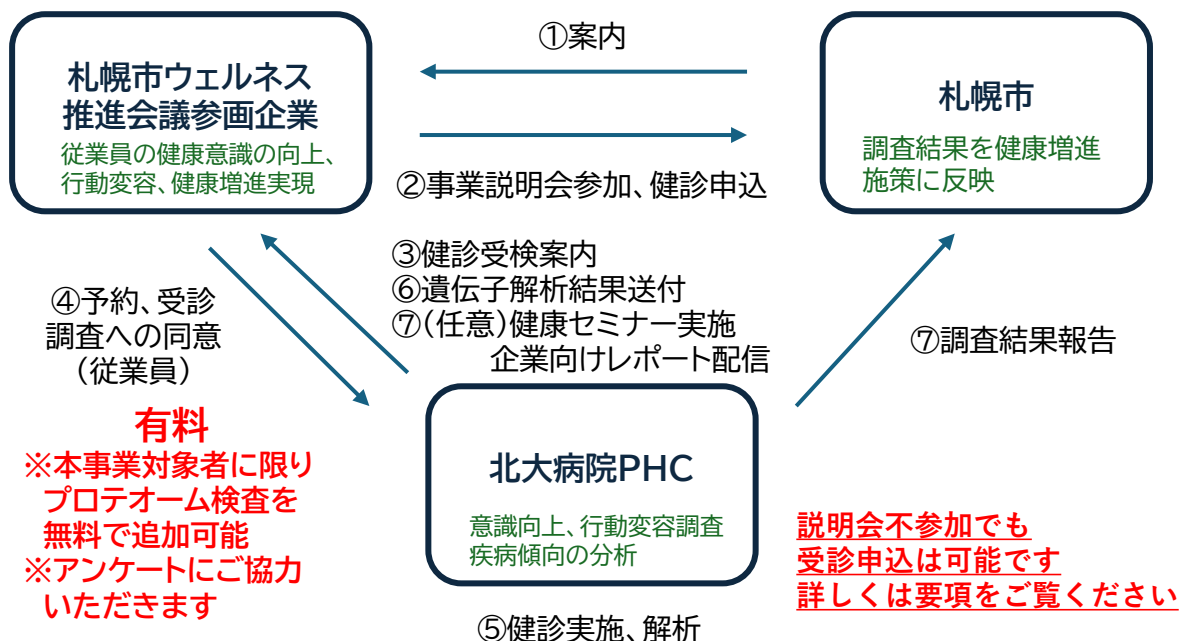 ①案内
札幌市ウェルネス
推進会議参画企業
従業員の健康意識の向上、
行動変容、健康増進実現
札幌市
調査結果を健康増進
施策に反映
②事業説明会参加、健診申込
③健診受検案内
⑥遺伝子解析結果送付
⑦(任意)健康セミナー実施
企業向けレポート配信
④予約、受診
調査への同意
(従業員)
⑦調査結果報告
有料
※本事業対象者に限り
プロテオーム検査を
無料で追加可能
※アンケートにご協力
いただきます
北大病院PHC
意識向上、行動変容調査
疾病傾向の分析
説明会不参加でも
受診申込は可能です
詳しくは要項をご覧ください
⑤健診実施、解析